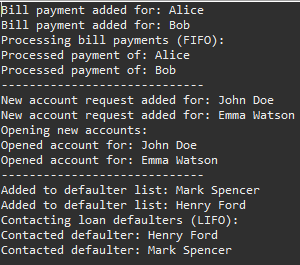 Bill payment added for: Alice
Bill payment added for: Bob
Processing bill payments (FIFO):
Processed payment of: Alice
Processed payment of: Bob
-----------------------------
New account request added for: John Doe
New account request added for: Emma Watson
Opening new accounts:
Opened account for: John Doe
Opened account for: Emma Watson
-----------------------------
Added to defaulter list: Mark Spencer
Added to defaulter list: Henry Ford
Contacting loan defaulters (LIFO):
Contacted defaulter: Henry Ford
Contacted defaulter: Mark Spencer